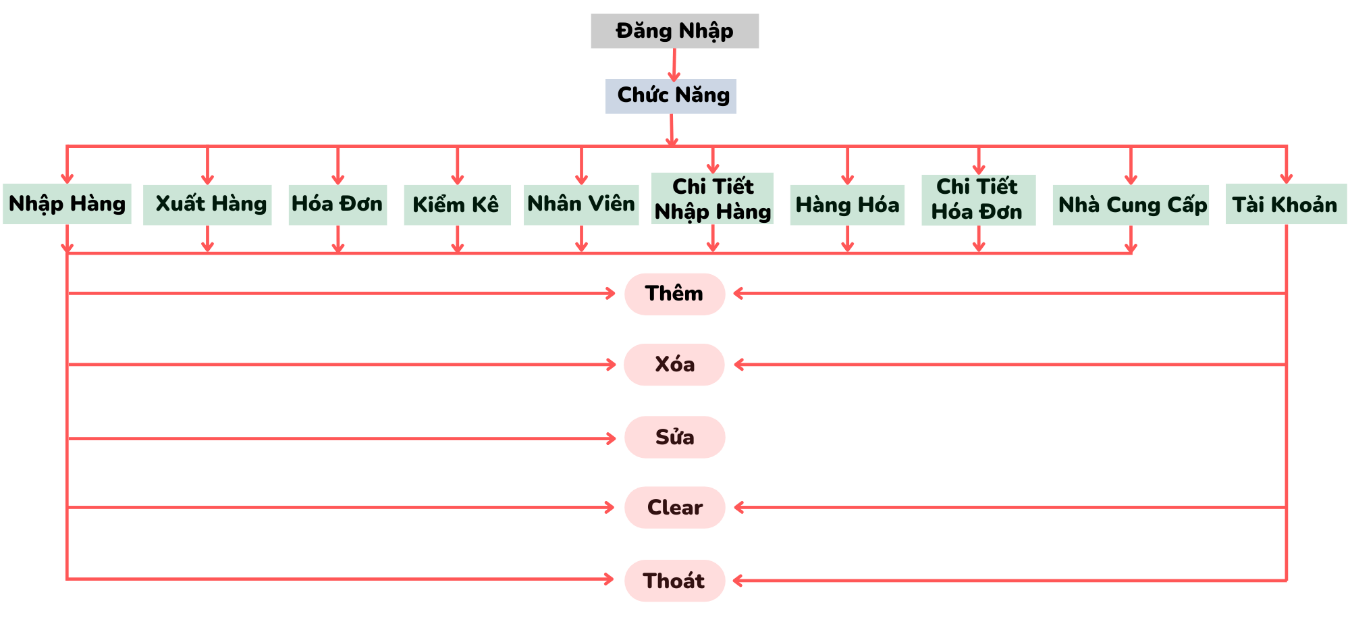 Đăng Nhập
Chức Năng
Nhập Hàng
Xuất Hàng
Hóa Đơn
Kiểm Kê
Nhân Viên
Chi Tiết
Nhập Hàng
Hàng Hóa
Chi Tiết
Hóa Đơn
Nhà Cung Cấp
Tài Khoản
Thêm
Xóa
Sửa
Clear
Thoát